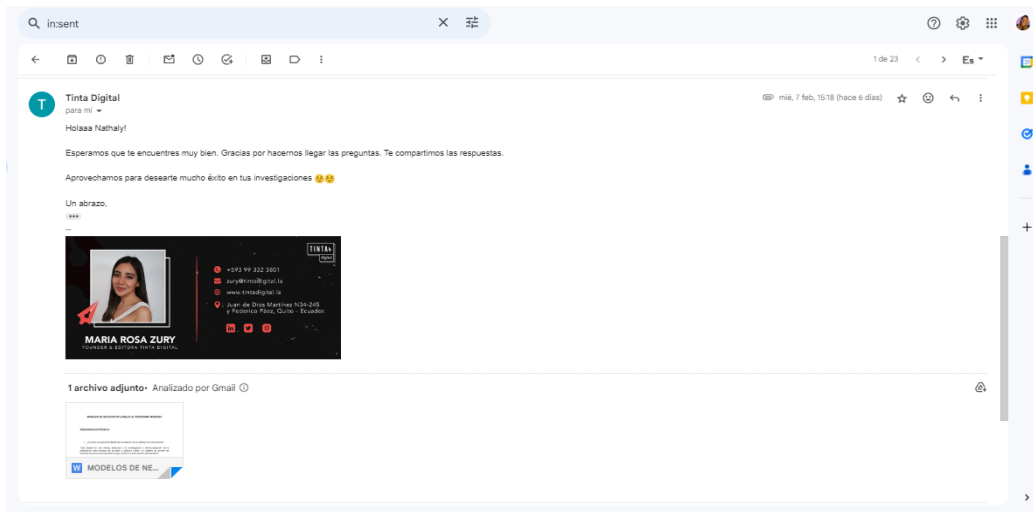 in:sent
1 de 23
Es
T
Tinta Digital
mié, 7 feb, 15:18 (hace 6 días)
para mí
Holaaa Nathaly!
Esperamos que te encuentres muy bien. Gracias por hacernos llegar las preguntas. Te compartimos las respuestas.
Aprovechamos para desearte mucho éxito en tus investigaciones
Un abrazo,
--
TINTA
digital
+593 99 332 3801
zury@tintadigital.la
www.tintadigital.la
Juan de Dios Martínez N34-245
y Federico Páez, Quito - Ecuador.
MARIA ROSA ZURY
FOUNDER & EDITORA TINTA DIGITAL
1 archivo adjunto• Analizado por Gmail
W MODELOS DE NE...